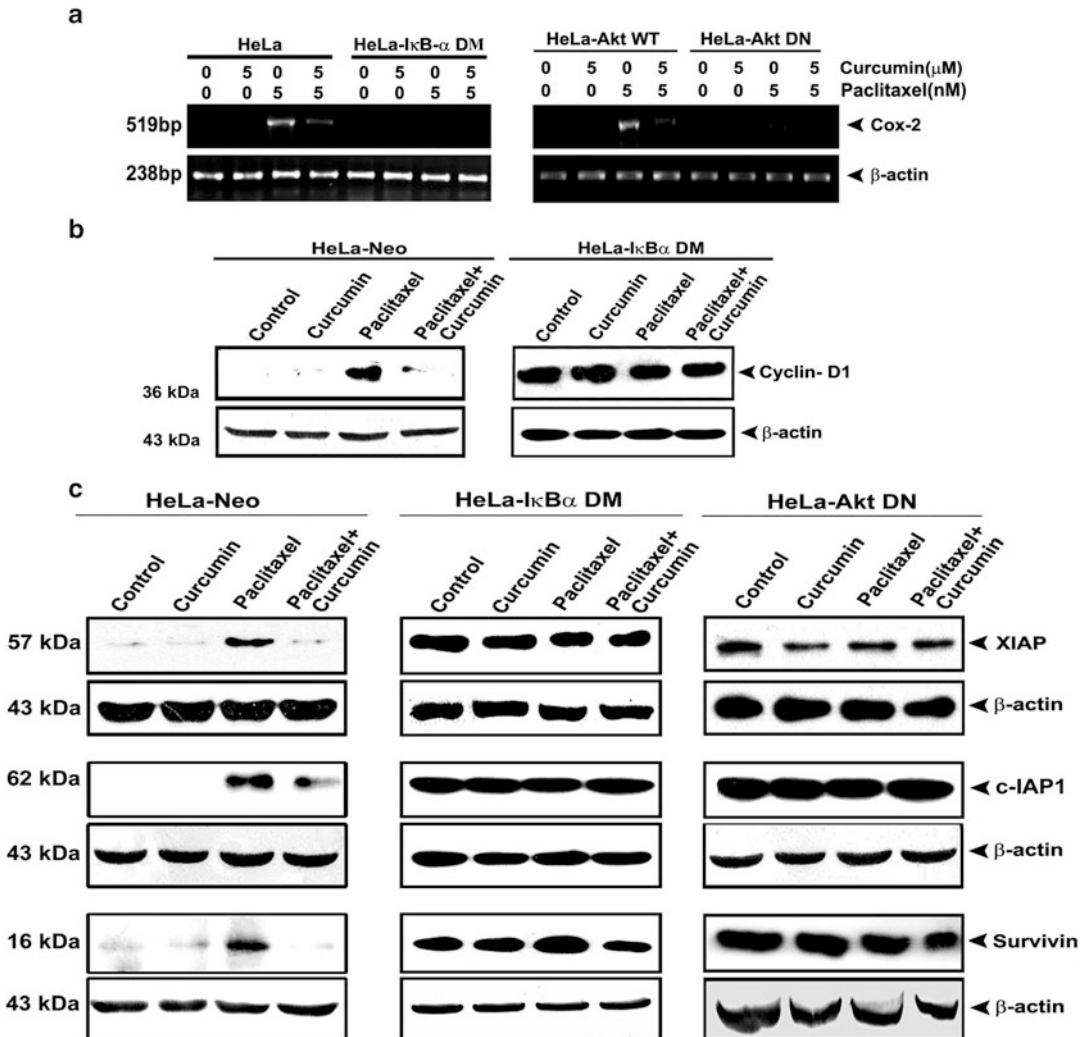 a
HeLa HeLa-IκB-α DM HeLa-Akt WT HeLa-Akt DN
0 5 0 5 0 5 0 5 0 5 0 5 0 5 0 5 Curcumin(μM)
0 0 5 5 0 0 5 5 0 0 5 5 0 0 5 5 Paclitaxel(nM)
519bp Cox-2
238bp β-actin
b
HeLa-Neo HeLa-IκBα DM
Control Curcumin Paclitaxel Paclitaxel+ Curcumin Control Curcumin Paclitaxel Paclitaxel+ Curcumin
Cyclin- D1
36 kDa
43 kDa β-actin
c
HeLa-Neo HeLa-IκBα DM HeLa-Akt DN
Control Curcumin Paclitaxel Paclitaxel+ Curcumin Control Curcumin Paclitaxel Paclitaxel+ Curcumin Control Curcumin Paclitaxel Paclitaxel+ Curcumin
57 kDa XIAP
43 kDa β-actin
62 kDa c-IAP1
43 kDa β-actin
16 kDa Survivin
43 kDa β-actin